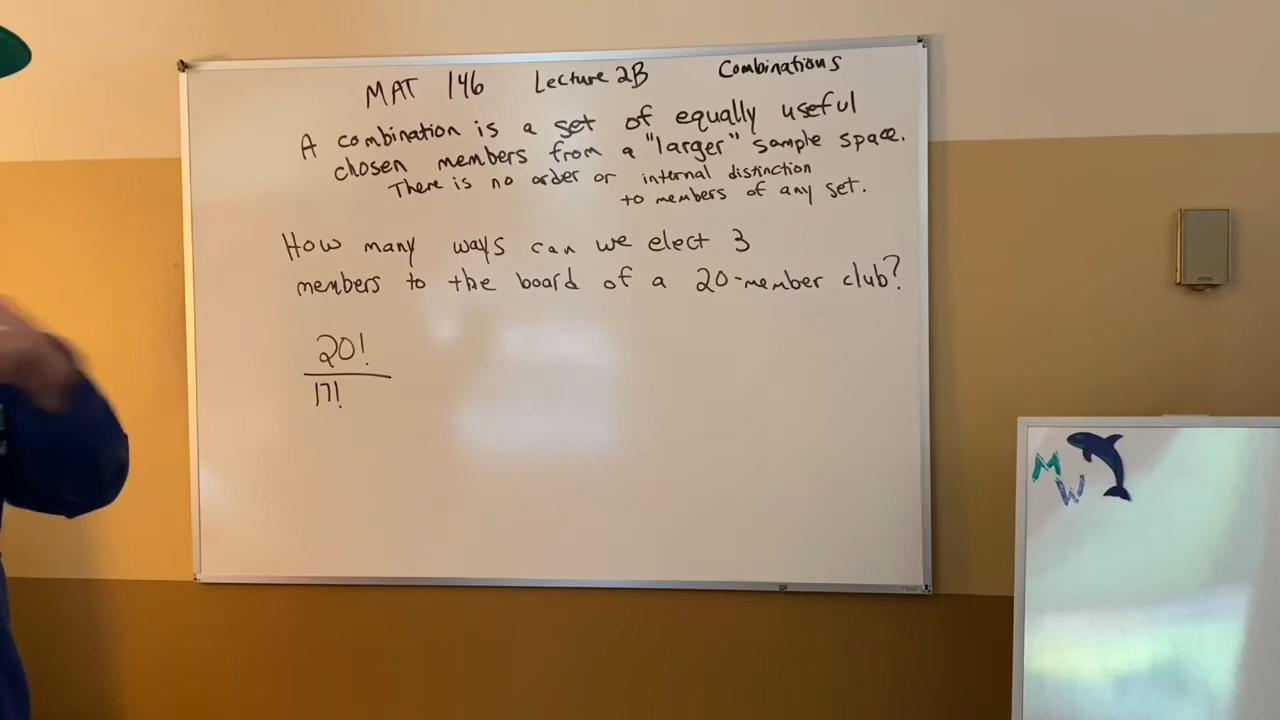 MAT 146 Lecture 2B Combinations
A combination is a set of equally useful
chosen members from a "larger" sample space.
There is no order or internal distinction
to members of any set.
How many ways can we elect 3
members to the board of a 20-member club?
20!
17!
M
W